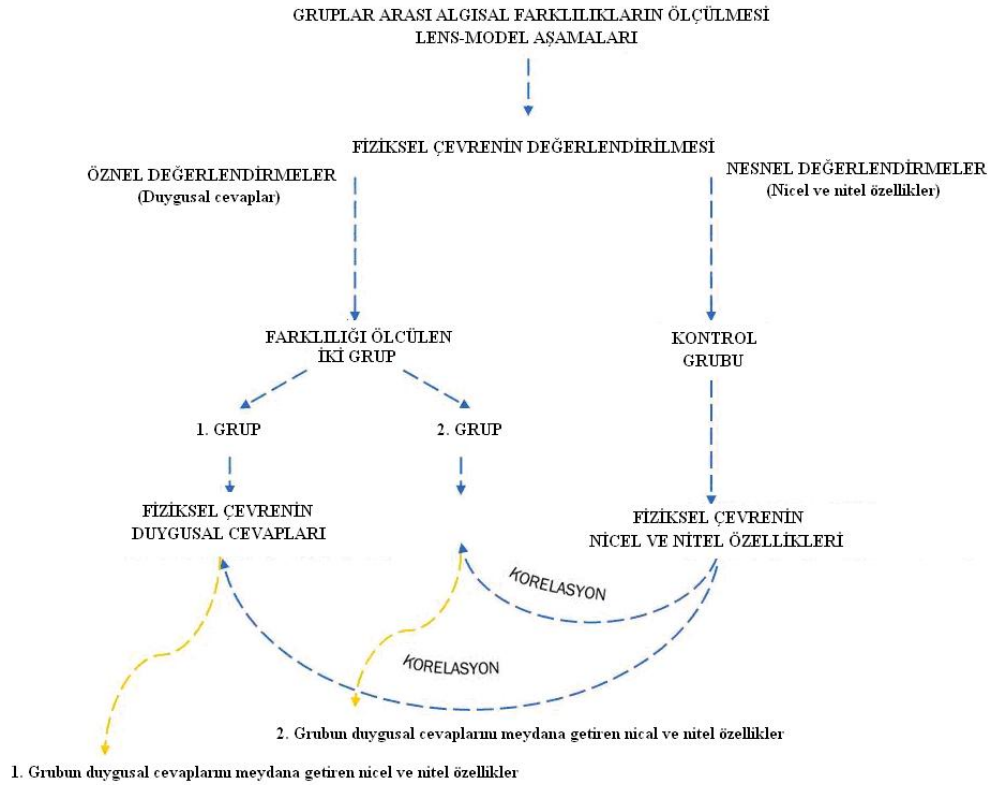 GRUPLAR ARASI ALGISAL FARKLILIKLARIN ÖLÇÜLMESİ
LENS-MODEL AŞAMALARI
FİZİKSEL ÇEVRENİN DEĞERLENDİRİLMESİ
ÖZNEL DEĞERLENDİRMELER
(Duygusal cevaplar)
NESNEL DEĞERLENDİRMELER
(Nicel ve nitel özellikler)
FARKLILIĞI ÖLCÜLEN
İKİ GRUP
KONTROL
GRUBU
1. GRUP
2. GRUP
FİZİKSEL ÇEVRENİN
DUYGUSAL CEVAPLARI
FİZİKSEL ÇEVRENİN
NİCEL VE NİTEL ÖZELLİKLERİ
KORELASYON
KORELASYON
2. Grubun duygusal cevaplarını meydana getiren nical ve nitel özellikler
1. Grubun duygusal cevaplarını meydana getiren nicel ve nitel özellikler